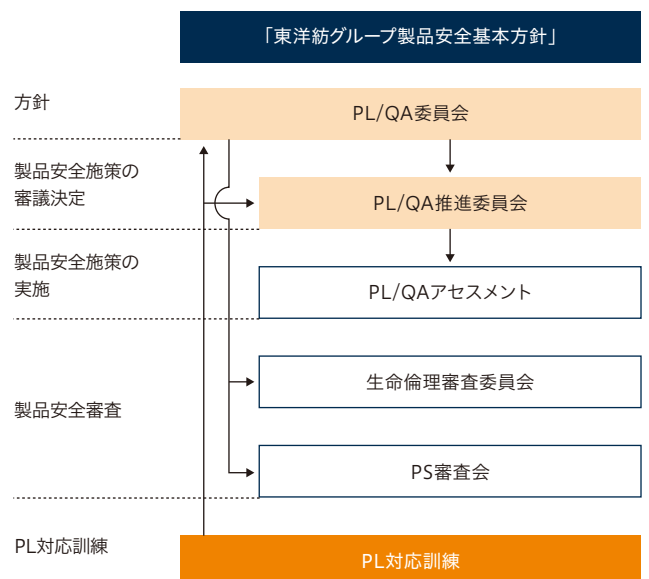 「東洋紡グループ製品安全基本方針」
方針
PL/QA委員会
製品安全施策の
審議決定
PL/QA推進委員会
製品安全施策の
実施
PL/QAアセスメント
製品安全審査
生命倫理審査委員会
PS審査会
PL対応訓練
PL対応訓練